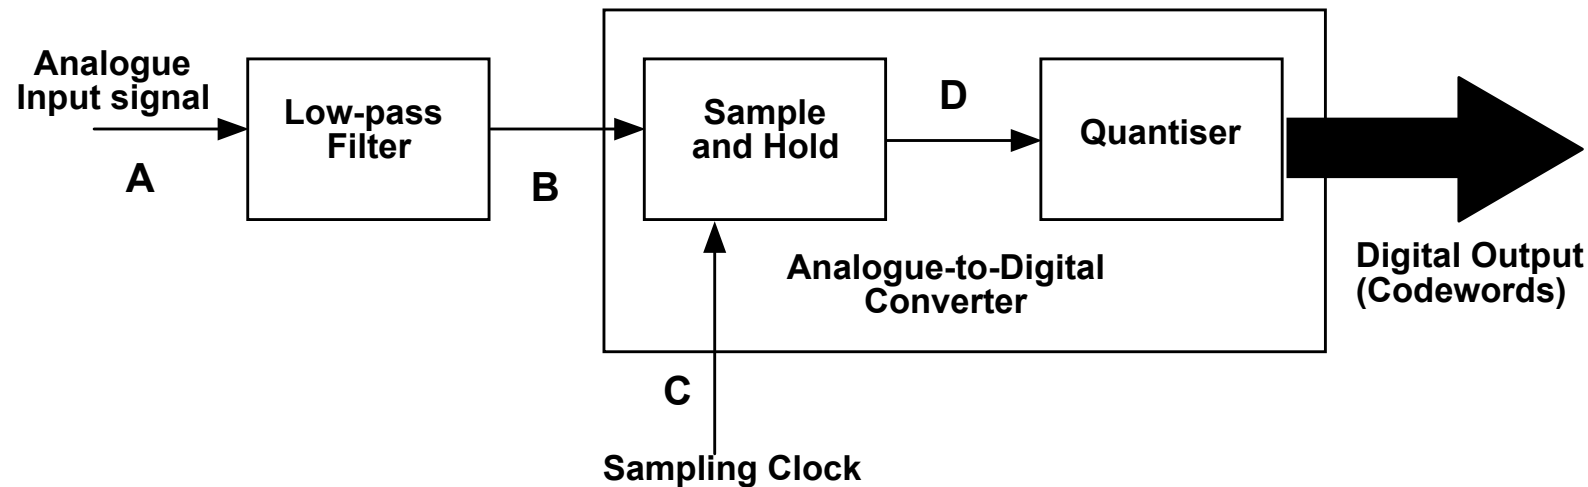 Analogue
Input signal
A
Low-pass
Filter
B
Sample
and Hold
D
Quantiser
Analogue-to-Digital
Converter
Digital Output
(Codewords)
C
Sampling Clock